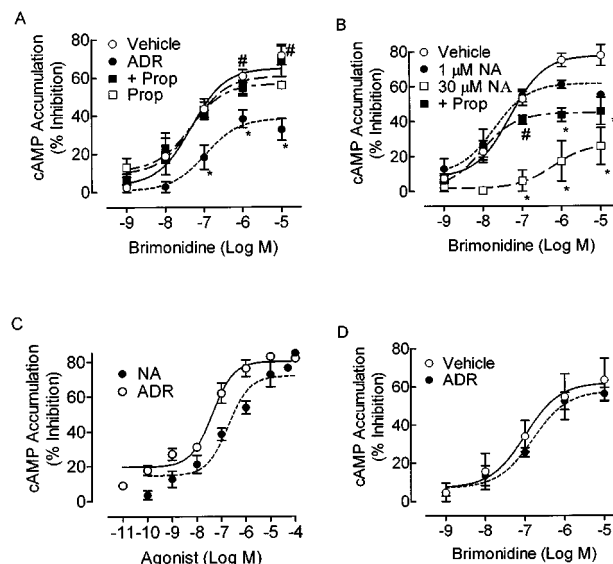 A
cAMP Accumulation
(% Inhibition)
100
80
60
40
20
0
Vehicle
ADR
+ Prop
Prop
#
#
*
*
*
-9 -8 -7 -6 -5
Brimonidine (Log M)
B
cAMP Accumulation
(% Inhibition)
100
80
60
40
20
0
Vehicle
1 µM NA
30 µM NA
+ Prop
#
*
*
*
*
*
-9 -8 -7 -6 -5
Brimonidine (Log M)
C
cAMP Accumulation
(% Inhibition)
100
80
60
40
20
0
NA
ADR
-11 -10 -9 -8 -7 -6 -5 -4
Agonist (Log M)
D
cAMP Accumulation
(% Inhibition)
100
80
60
40
20
0
Vehicle
ADR
-9 -8 -7 -6 -5
Brimonidine (Log M)